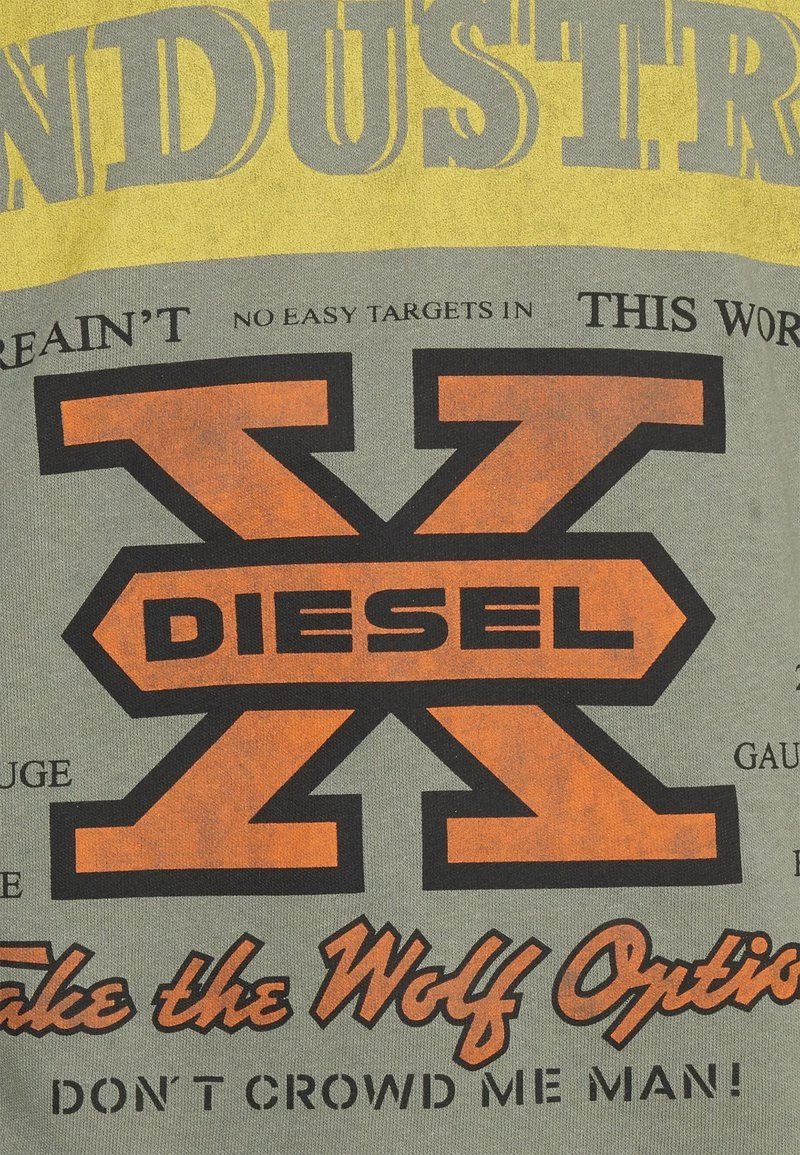 NDUSTR
REAIN'T NO EASY TARGETS IN THIS WOR
X
DIESEL
UGE GAU
E
ake the Wolf Optio
DON'T CROWD ME MAN!